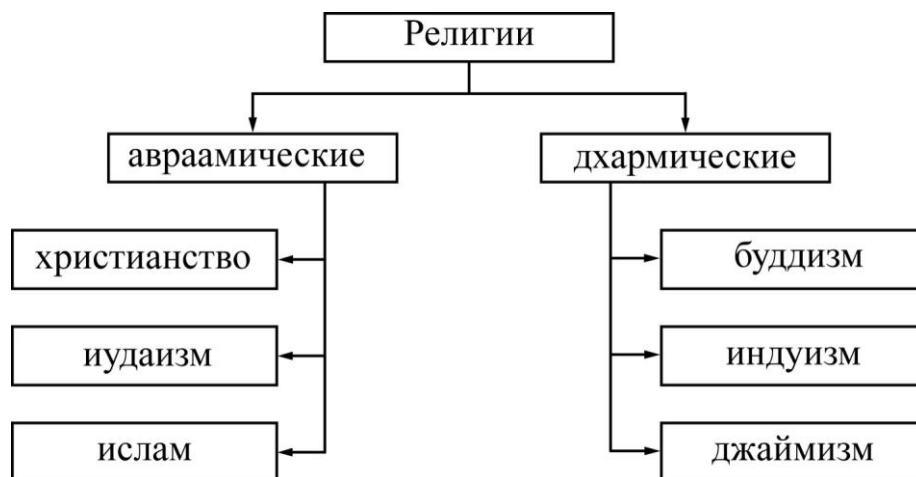 Религии
авраамические
дхармические
христианство
буддизм
иудаизм
индуизм
ислам
джаймизм